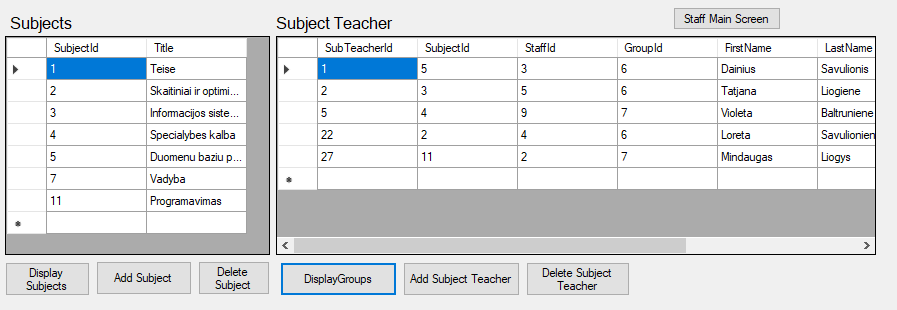 Subjects
Subject Teacher
Staff Main Screen
SubjectId Title
1 Teise
2 Skaitiniai ir optimi...
3 Informacijos siste...
4 Specialybes kalba
5 Duomenu baziu p...
7 Vadyba
11 Programavimas
SubTeacherId SubjectId StaffId GroupId FirstName LastName
1 5 3 6 Dainius Savulionis
2 3 5 6 Tatjana Liogiene
5 4 9 7 Violeta Baltruniene
22 2 4 6 Loreta Savulionien
27 11 2 7 Mindaugas Liogys
Display
Subjects
Add Subject
Delete
Subject
DisplayGroups
Add Subject Teacher
Delete Subject
Teacher